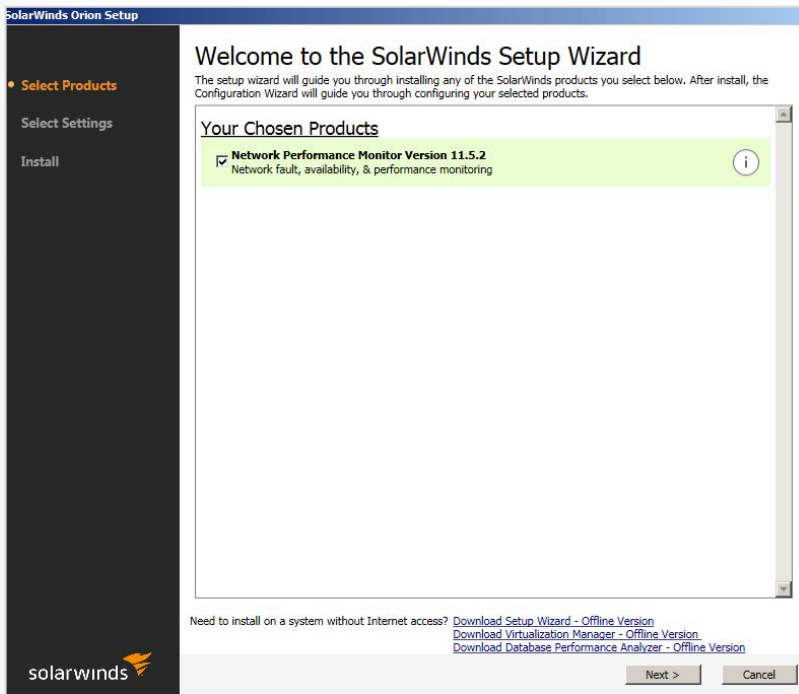 SolarWinds Orion Setup
Select Products
Select Settings
Install
Welcome to the SolarWinds Setup Wizard
The setup wizard will guide you through installing any of the SolarWinds products you select below. After install, the
Configuration Wizard will guide you through configuring your selected products.
Your Chosen Products
Network Performance Monitor Version 11.5.2
Network fault, availability, & performance monitoring
i
Need to install on a system without Internet access? Download Setup Wizard - Offline Version
Download Virtualization Manager - Offline Version
Download Database Performance Analyzer - Offline Version
solarwinds
Next >
Cancel